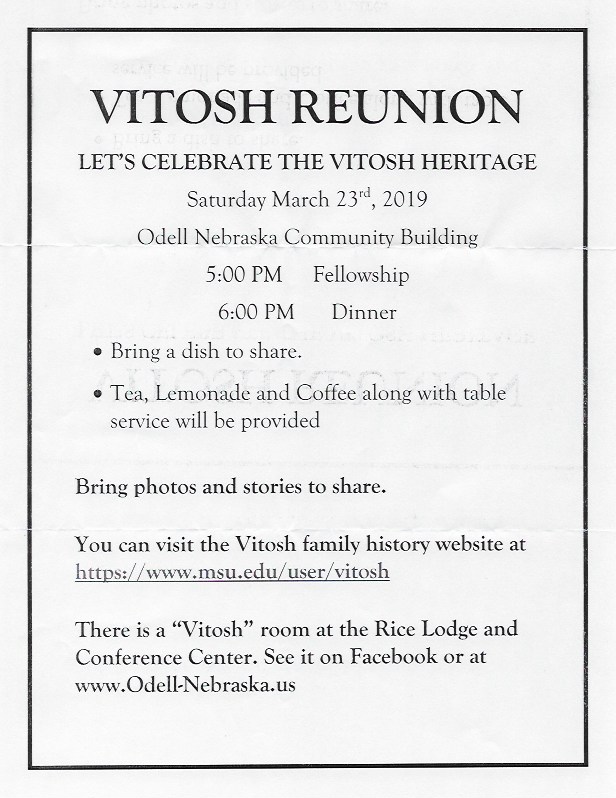 VITOSH REUNION
LET'S CELEBRATE THE VITOSH HERITAGE
Saturday March 23rd, 2019
Odell Nebraska Community Building
5:00 PM Fellowship
6:00 PM Dinner
• Bring a dish to share.
• Tea, Lemonade and Coffee along with table
service will be provided
Bring photos and stories to share.
You can visit the Vitosh family history website at
https://www.msu.edu/user/vitosh
There is a “Vitosh” room at the Rice Lodge and
Conference Center. See it on Facebook or at
www.Odell-Nebraska.us